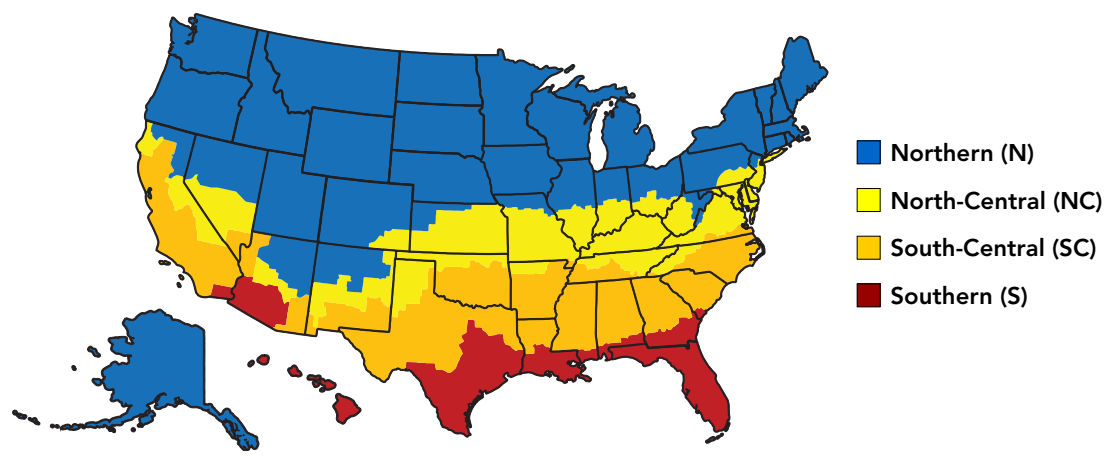 Northern (N)
North-Central (NC)
South-Central (SC)
Southern (S)